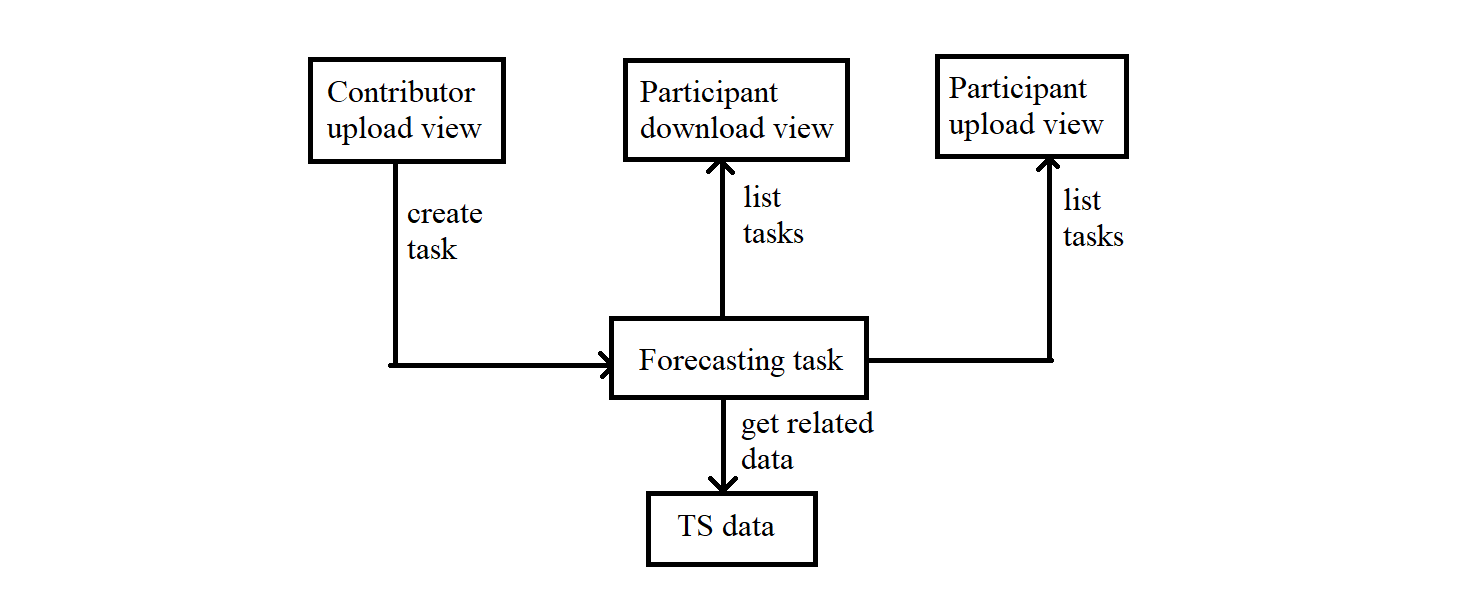 Contributor
upload view
Participant
download view
Participant
upload view
create
task
list
tasks
list
tasks
Forecasting task
get related
data
TS data